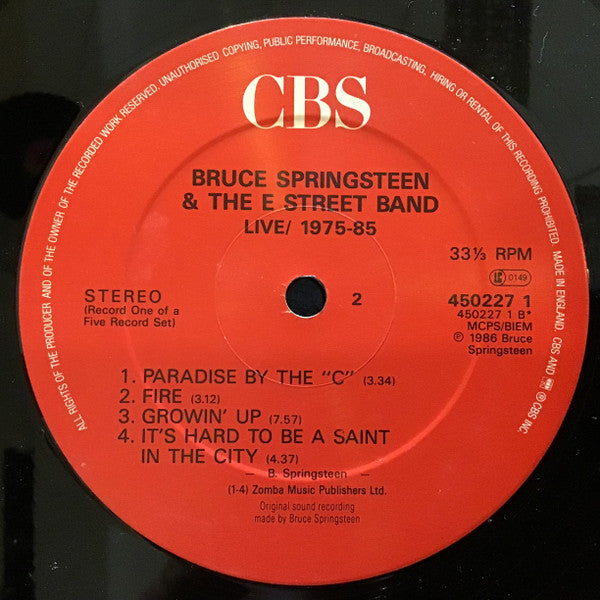 ALL RIGHTS OF THE PRODUCER AND OF THE OWNER OF THE RECORDED WORK RESERVED. UNAUTHORISED COPYING, PUBLIC PERFORMANCE, BROADCASTING, HIRING OR RENTAL OF THIS RECORDING PROHIBITED. MADE IN ENGLAND. CBS AND ® CBS INC.
CBS
BRUCE SPRINGSTEEN
& THE E STREET BAND
LIVE/ 1975-85
33⅓ RPM
LC 0149
STEREO
(Record One of a
Five Record Set)
2
450227 1
450227 1 B*
MCPS/BIEM
℗ 1986 Bruce
Springsteen
1. PARADISE BY THE "C" (3.34)
2. FIRE (3.12)
3. GROWIN' UP (7.57)
4. IT'S HARD TO BE A SAINT
IN THE CITY (4.37)
— B. Springsteen —
(1-4) Zomba Music Publishers Ltd.
Original sound recording
made by Bruce Springsteen